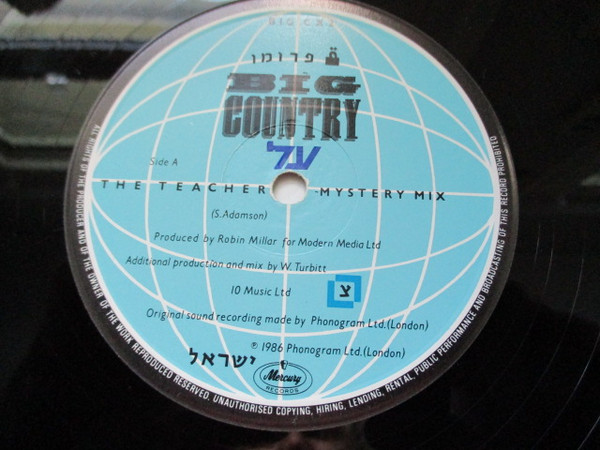 BIG C X 2
פרומו
BIG
COUNTRY
על
Side A
THE TEACHER -MYSTERY MIX
(S.Adamson)
Produced by Robin Millar for Modern Media Ltd
Additional production and mix by W. Turbitt
10 Music Ltd
צ
Original sound recording made by Phonogram Ltd.(London)
℗ 1986 Phonogram Ltd.(London)
ישראל
Mercury
RECORDS
ALL RIGHTS OF THE PRODUCER AND OF THE OWNER OF THE WORK REPRODUCED RESERVED. UNAUTHORISED COPYING, HIRING, LENDING, RENTAL, PUBLIC PERFORMANCE AND BROADCASTING OF THIS RECORD PROHIBITED